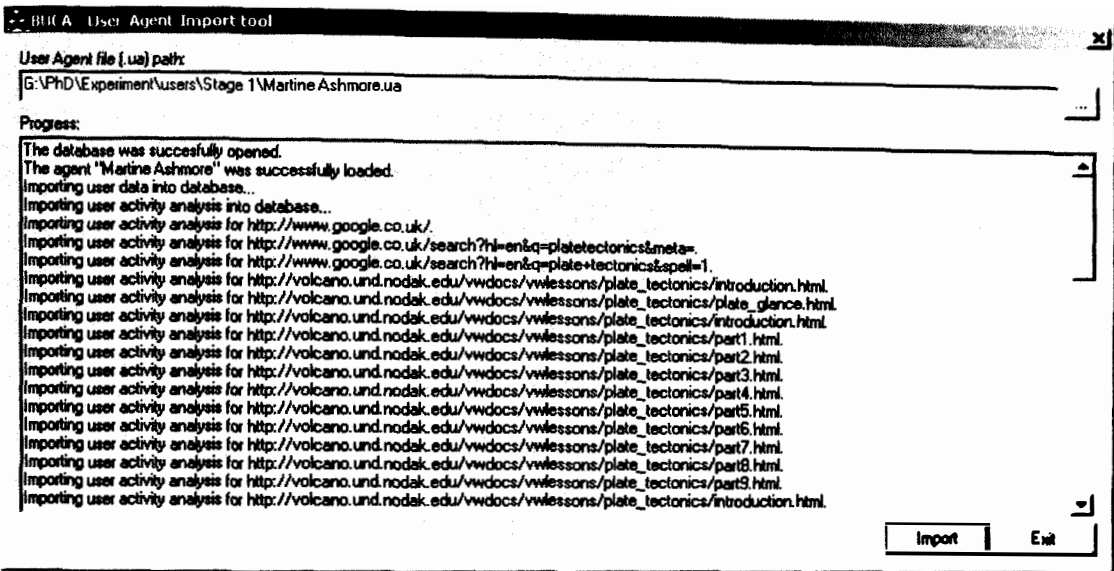 BUCA User Agent Import tool
User Agent file (.ua) path:
G:\PhD\Experiment\users\Stage 1\Martine Ashmore.ua
...
Progress:
The database was succesfully opened.
The agent "Martine Ashmore" was successfully loaded.
Importing user data into database...
Importing user activity analysis into database...
Importing user activity analysis for http://www.google.co.uk/.
Importing user activity analysis for http://www.google.co.uk/search?hl=en&q=platetectonics&meta=.
Importing user activity analysis for http://www.google.co.uk/search?hl=en&q=plate+tectonics&spell=1.
Importing user activity analysis for http://volcano.und.nodak.edu/vwdocs/vwlessons/plate_tectonics/introduction.html.
Importing user activity analysis for http://volcano.und.nodak.edu/vwdocs/vwlessons/plate_tectonics/plate_glance.html.
Importing user activity analysis for http://volcano.und.nodak.edu/vwdocs/vwlessons/plate_tectonics/introduction.html.
Importing user activity analysis for http://volcano.und.nodak.edu/vwdocs/vwlessons/plate_tectonics/part1.html.
Importing user activity analysis for http://volcano.und.nodak.edu/vwdocs/vwlessons/plate_tectonics/part2.html.
Importing user activity analysis for http://volcano.und.nodak.edu/vwdocs/vwlessons/plate_tectonics/part3.html.
Importing user activity analysis for http://volcano.und.nodak.edu/vwdocs/vwlessons/plate_tectonics/part4.html.
Importing user activity analysis for http://volcano.und.nodak.edu/vwdocs/vwlessons/plate_tectonics/part5.html.
Importing user activity analysis for http://volcano.und.nodak.edu/vwdocs/vwlessons/plate_tectonics/part6.html.
Importing user activity analysis for http://volcano.und.nodak.edu/vwdocs/vwlessons/plate_tectonics/part7.html.
Importing user activity analysis for http://volcano.und.nodak.edu/vwdocs/vwlessons/plate_tectonics/part8.html.
Importing user activity analysis for http://volcano.und.nodak.edu/vwdocs/vwlessons/plate_tectonics/part9.html.
Importing user activity analysis for http://volcano.und.nodak.edu/vwdocs/vwlessons/plate_tectonics/introduction.html.
Import Exit